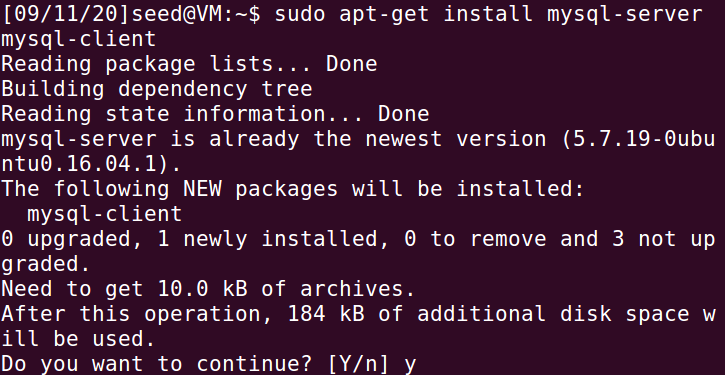 [09/11/20]seed@VM:~$ sudo apt-get install mysql-server
mysql-client
Reading package lists... Done
Building dependency tree
Reading state information... Done
mysql-server is already the newest version (5.7.19-0ubu
ntu0.16.04.1).
The following NEW packages will be installed:
  mysql-client
0 upgraded, 1 newly installed, 0 to remove and 3 not up
graded.
Need to get 10.0 kB of archives.
After this operation, 184 kB of additional disk space w
ill be used.
Do you want to continue? [Y/n] y